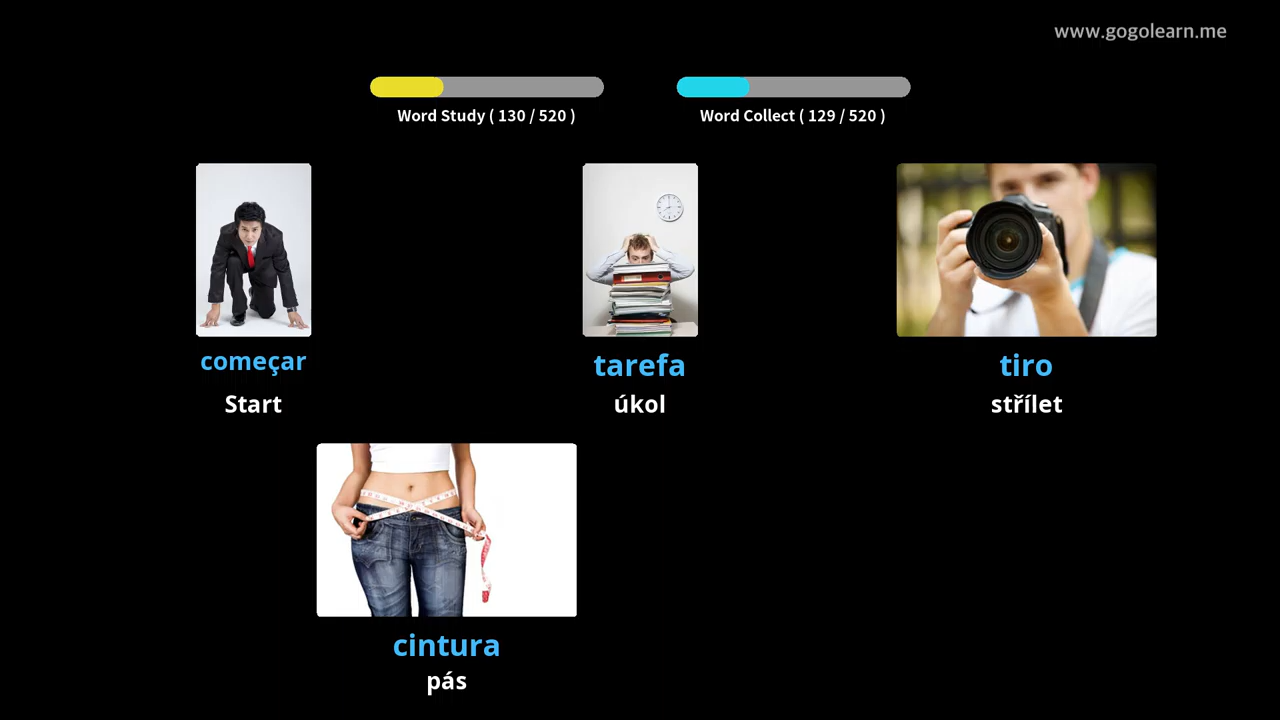 www.gogolearn.me
Word Study ( 130 / 520 )
Word Collect ( 129 / 520 )
começar
Start
tarefa
úkol
tiro
střílet
cintura
pás